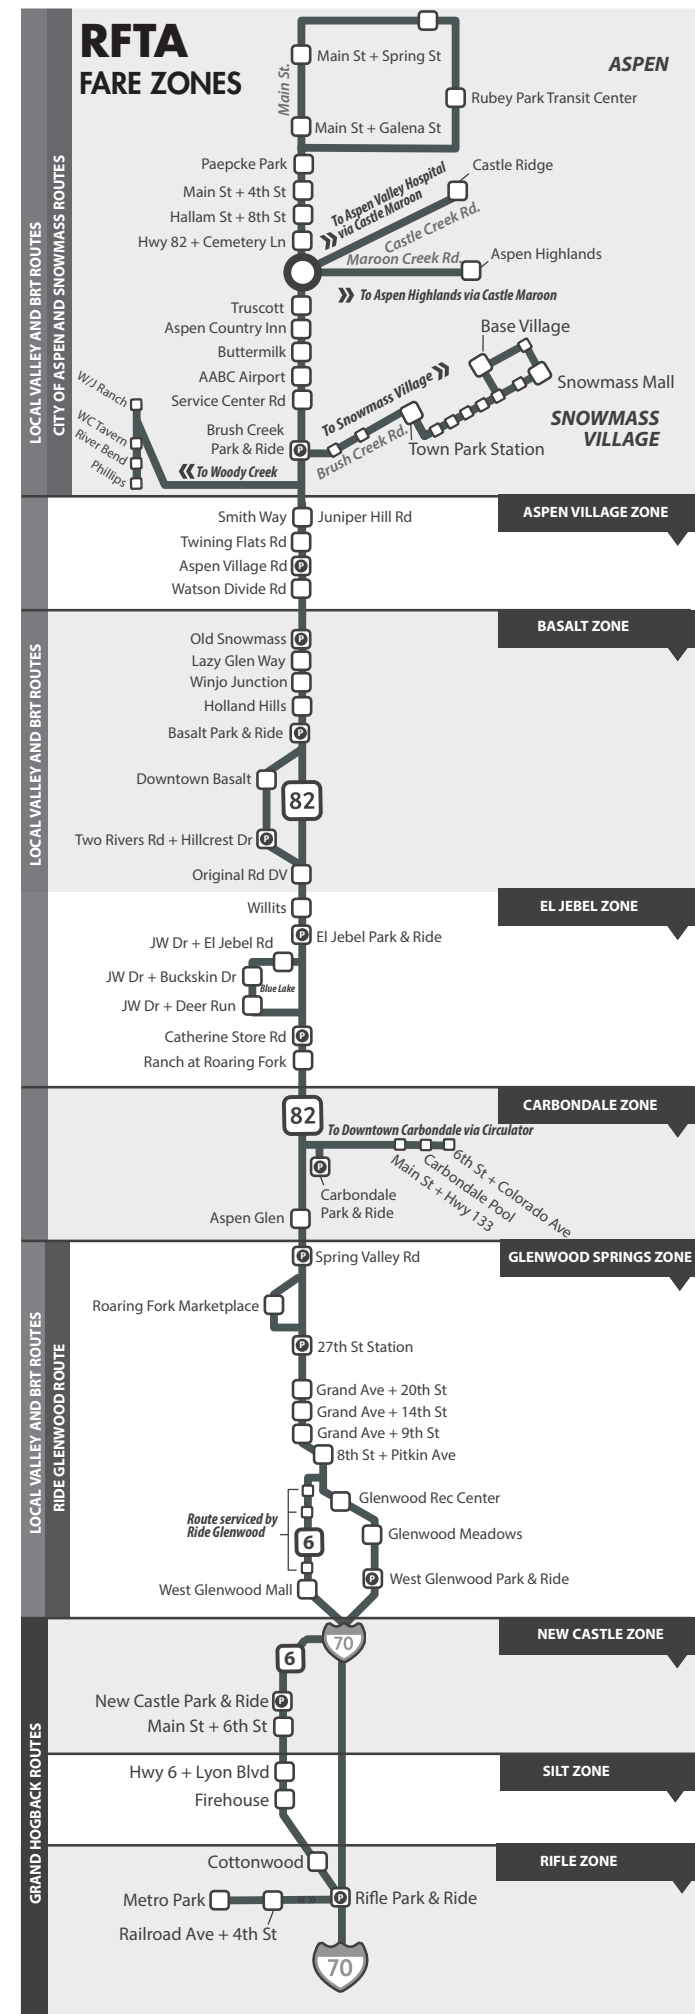 RFTA
FARE ZONES
LOCAL VALLEY AND BRT ROUTES
CITY OF ASPEN AND SNOWMASS ROUTES
Main St.
Main St + Spring St
ASPEN
Rubey Park Transit Center
Main St + Galena St
Paepcke Park
Main St + 4th St
Hallam St + 8th St
Hwy 82 + Cemetery Ln
To Aspen Valley Hospital
via Castle Maroon
Castle Ridge
Castle Creek Rd.
Maroon Creek Rd.
Aspen Highlands
To Aspen Highlands via Castle Maroon
Truscott
Aspen Country Inn
Buttermilk
AABC Airport
Service Center Rd
Brush Creek
Park & Ride
P
Base Village
Snowmass Mall
SNOWMASS
VILLAGE
To Snowmass Village
Brush Creek Rd.
Town Park Station
W/J Ranch
WC Tavern
River Bend
Phillips
To Woody Creek
ASPEN VILLAGE ZONE
Smith Way
Juniper Hill Rd
Twining Flats Rd
Aspen Village Rd
P
Watson Divide Rd
BASALT ZONE
LOCAL VALLEY AND BRT ROUTES
Old Snowmass
P
Lazy Glen Way
Winjo Junction
Holland Hills
Basalt Park & Ride
P
Downtown Basalt
82
Two Rivers Rd + Hillcrest Dr
P
Original Rd DV
EL JEBEL ZONE
Willits
P
El Jebel Park & Ride
JW Dr + El Jebel Rd
JW Dr + Buckskin Dr
Blue Lake
JW Dr + Deer Run
Catherine Store Rd
P
Ranch at Roaring Fork
CARBONDALE ZONE
82
To Downtown Carbondale via Circulator
P
Carbondale
Park & Ride
Main St + Hwy 133
Carbondale Pool
6th St + Colorado Ave
Aspen Glen
GLENWOOD SPRINGS ZONE
LOCAL VALLEY AND BRT ROUTES
RIDE GLENWOOD ROUTE
P
Spring Valley Rd
Roaring Fork Marketplace
P
27th St Station
Grand Ave + 20th St
Grand Ave + 14th St
Grand Ave + 9th St
8th St + Pitkin Ave
Glenwood Rec Center
Route serviced by
Ride Glenwood
6
Glenwood Meadows
P
West Glenwood Park & Ride
West Glenwood Mall
NEW CASTLE ZONE
GRAND HOGBACK ROUTES
70
6
New Castle Park & Ride
P
Main St + 6th St
SILT ZONE
Hwy 6 + Lyon Blvd
Firehouse
RIFLE ZONE
Cottonwood
Metro Park
P
Rifle Park & Ride
Railroad Ave + 4th St
70